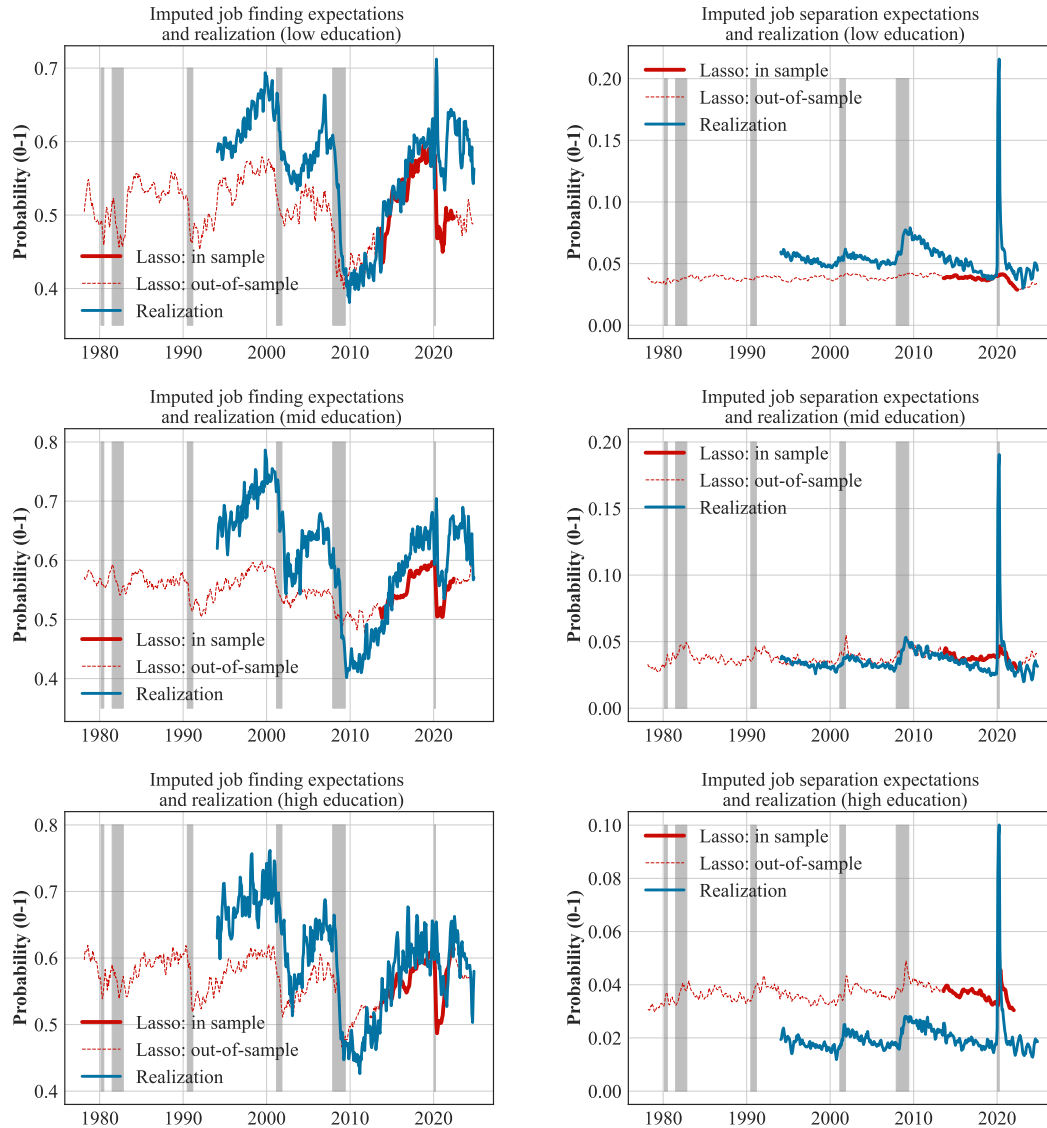 Imputed job finding expectations
and realization (low education)
Probability (0-1)
0.7
0.6
0.5
0.4
Lasso: in sample
Lasso: out-of-sample
Realization
1980 1990 2000 2010 2020
Imputed job separation expectations
and realization (low education)
Probability (0-1)
0.20
0.15
0.10
0.05
0.00
Lasso: in sample
Lasso: out-of-sample
Realization
1980 1990 2000 2010 2020
Imputed job finding expectations
and realization (mid education)
Probability (0-1)
0.8
0.7
0.6
0.5
0.4
Lasso: in sample
Lasso: out-of-sample
Realization
1980 1990 2000 2010 2020
Imputed job separation expectations
and realization (mid education)
Probability (0-1)
0.20
0.15
0.10
0.05
0.00
Lasso: in sample
Lasso: out-of-sample
Realization
1980 1990 2000 2010 2020
Imputed job finding expectations
and realization (high education)
Probability (0-1)
0.8
0.7
0.6
0.5
0.4
Lasso: in sample
Lasso: out-of-sample
Realization
1980 1990 2000 2010 2020
Imputed job separation expectations
and realization (high education)
Probability (0-1)
0.10
0.08
0.06
0.04
0.02
0.00
Lasso: in sample
Lasso: out-of-sample
Realization
1980 1990 2000 2010 2020